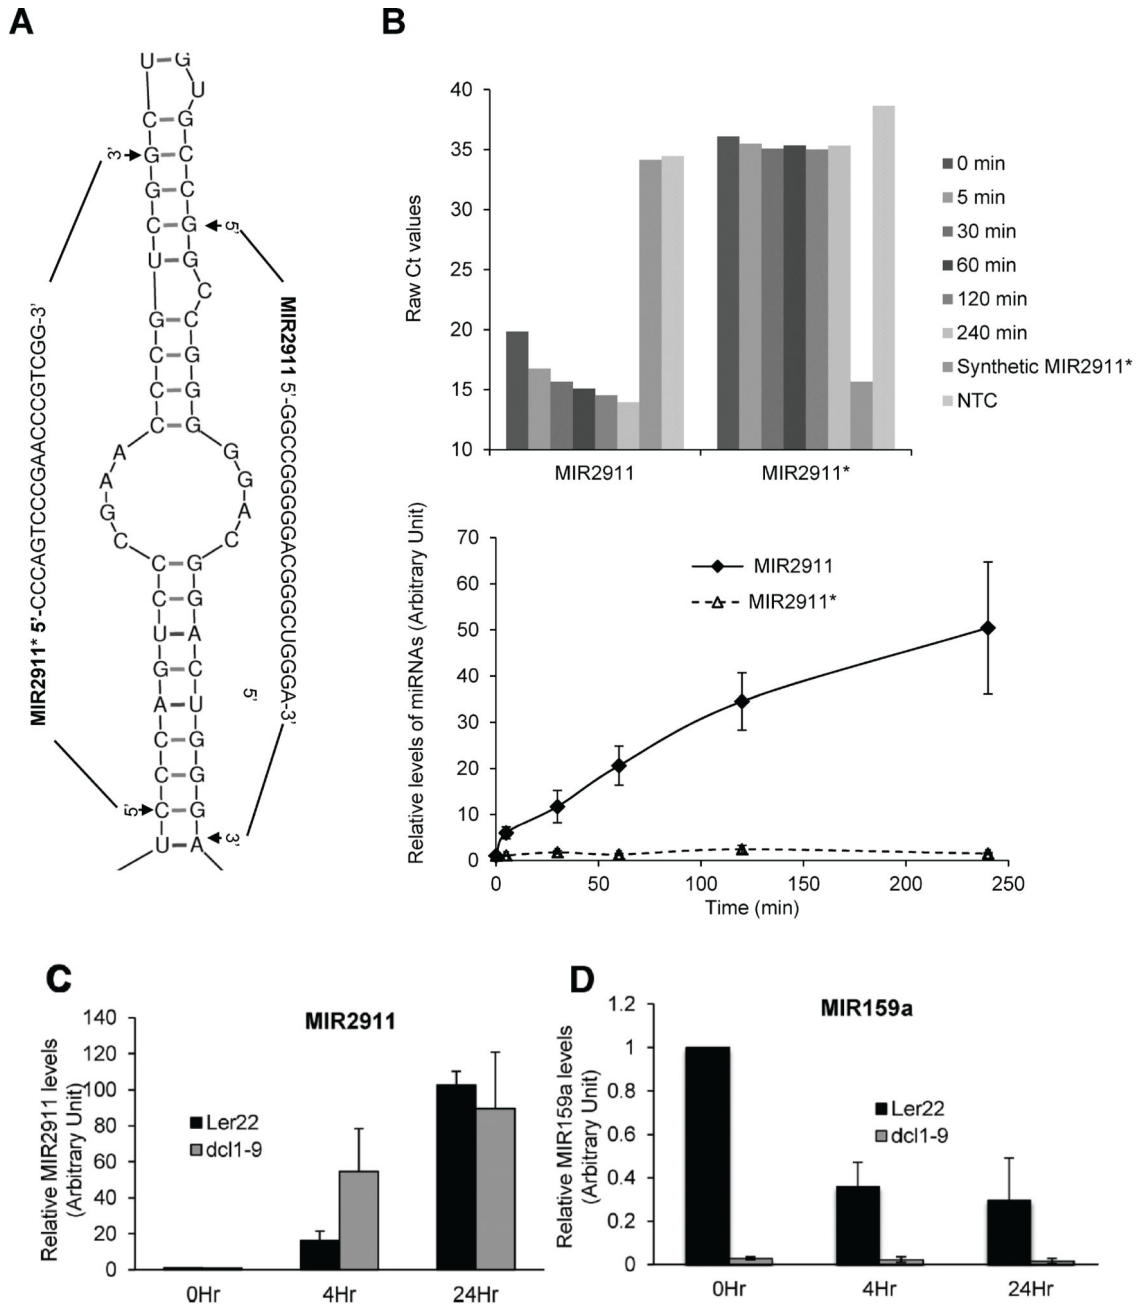 A
U G
U
C G
3' G C
G C
C G 5'
U G
C
G C
C G
C G
C G
A G
A G
G A
C C
C G
C G
U A
G C
A U
C G
C G
5' C G
U A 3'
MIR2911* 5'-CCCAGTCCCGAACCCGTCGG-3'
MIR2911 5'-GGCCGGGGGACGGGCUGGGA-3'
5'
B
Raw Ct values
40
35
30
25
20
15
10
MIR2911
MIR2911*
0 min
5 min
30 min
60 min
120 min
240 min
Synthetic MIR2911*
NTC
Relative levels of miRNAs (Arbitrary Unit)
70
60
50
40
30
20
10
0
MIR2911
MIR2911*
0 50 100 150 200 250
Time (min)
C
MIR2911
Relative MIR2911 levels
(Arbitrary Unit)
140
120
100
80
60
40
20
0
Ler22
dcl1-9
0Hr 4Hr 24Hr
D
MIR159a
Relative MIR159a levels
(Arbitrary Unit)
1.2
1
0.8
0.6
0.4
0.2
0
Ler22
dcl1-9
0Hr 4Hr 24Hr